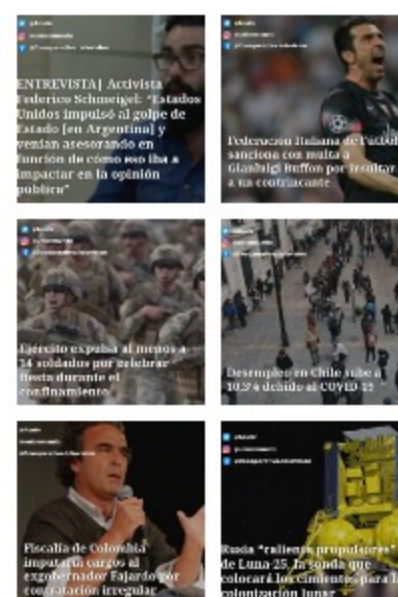 ENTREVISTA| Activista
Federico Schmeigel: "Estados
Unidos impulsó al golpe de
Estado [en Argentina] y
venían asesorando en
función de cómo eso iba a
impactar en la opinión
pública"
Federación Italiana de Fútbol
sanciona con multa a
Gianluigi Buffon por insultar
a un contrincante
Ejército expulsa al menos a
14 soldados por celebrar
fiesta durante el
confinamiento
Desempleo en Chile sube a
10,3% debido al COVID-19
Fiscalía de Colombia
imputaría cargos al
exgobernador Fajardo por
contratación irregular
Rusia "calienta propulsores"
de Luna-25, la sonda que
colocará los cimientos para la
colonización lunar